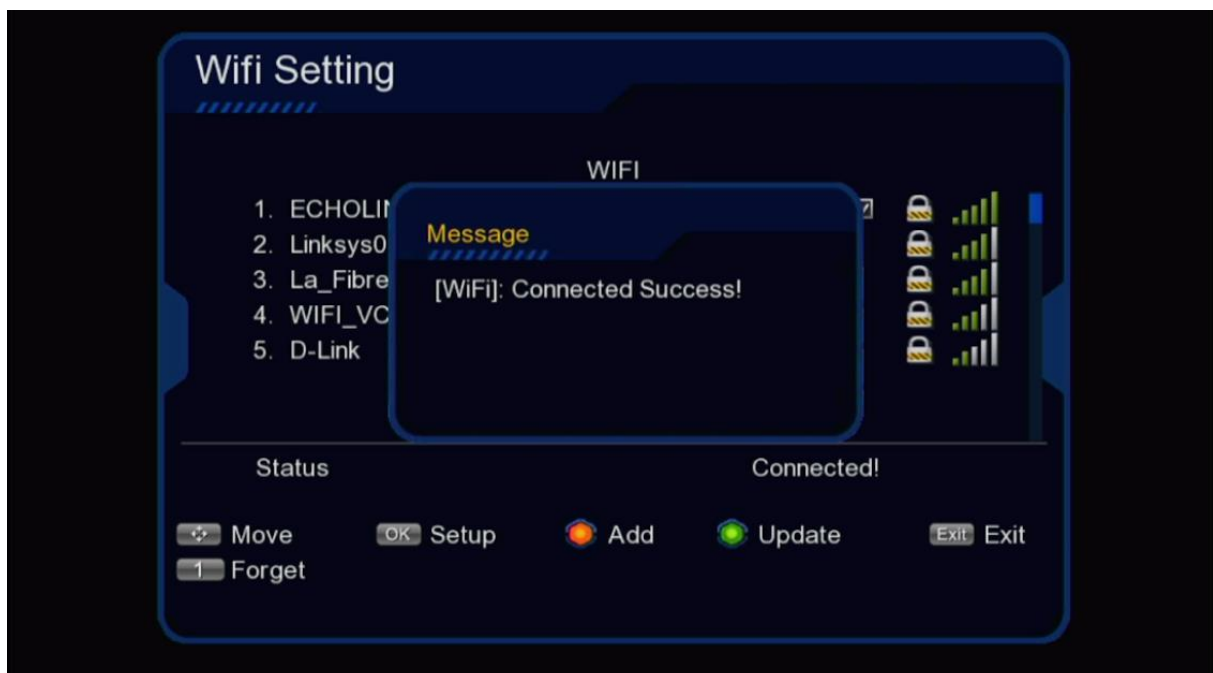 Wifi Setting
WIFI
1. ECHOLI
2. Linksys0
3. La_Fibre
4. WIFI_VC
5. D-Link
Message
[WiFi]: Connected Success!
Status Connected!
Move OK Setup Add Update Exit Exit
1 Forget